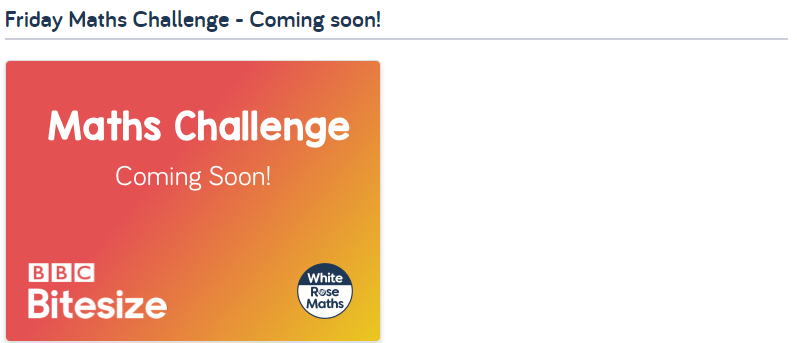 Friday Maths Challenge - Coming soon!
Maths Challenge
Coming Soon!
BBC
Bitesize
White
Rose
Maths